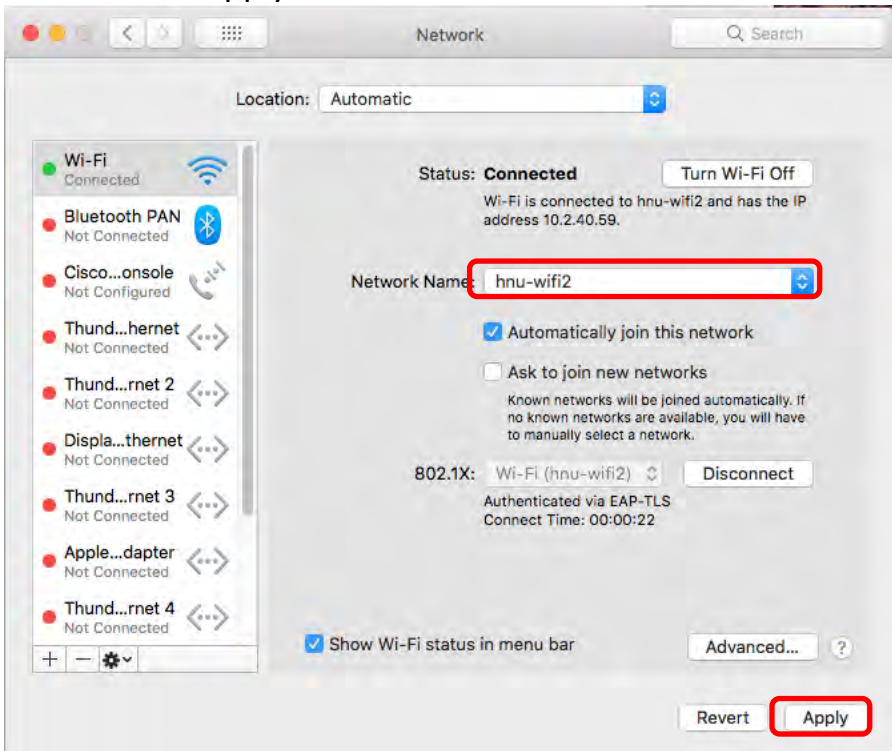 Network
Search
Location: Automatic
Wi-Fi
Connected
Bluetooth PAN
Not Connected
Cisco...onsole
Not Configured
Thund...hernet
Not Connected
Thund...rnet 2
Not Connected
Displa...thernet
Not Connected
Thund...rnet 3
Not Connected
Apple...dapter
Not Connected
Thund...rnet 4
Not Connected
Status: Connected
Turn Wi-Fi Off
Wi-Fi is connected to hnu-wifi2 and has the IP
address 10.2.40.59.
Network Name: hnu-wifi2
Automatically join this network
Ask to join new networks
Known networks will be joined automatically. If
no known networks are available, you will have
to manually select a network.
802.1X: Wi-Fi (hnu-wifi2)
Disconnect
Authenticated via EAP-TLS
Connect Time: 00:00:22
Show Wi-Fi status in menu bar
Advanced...
?
Revert
Apply